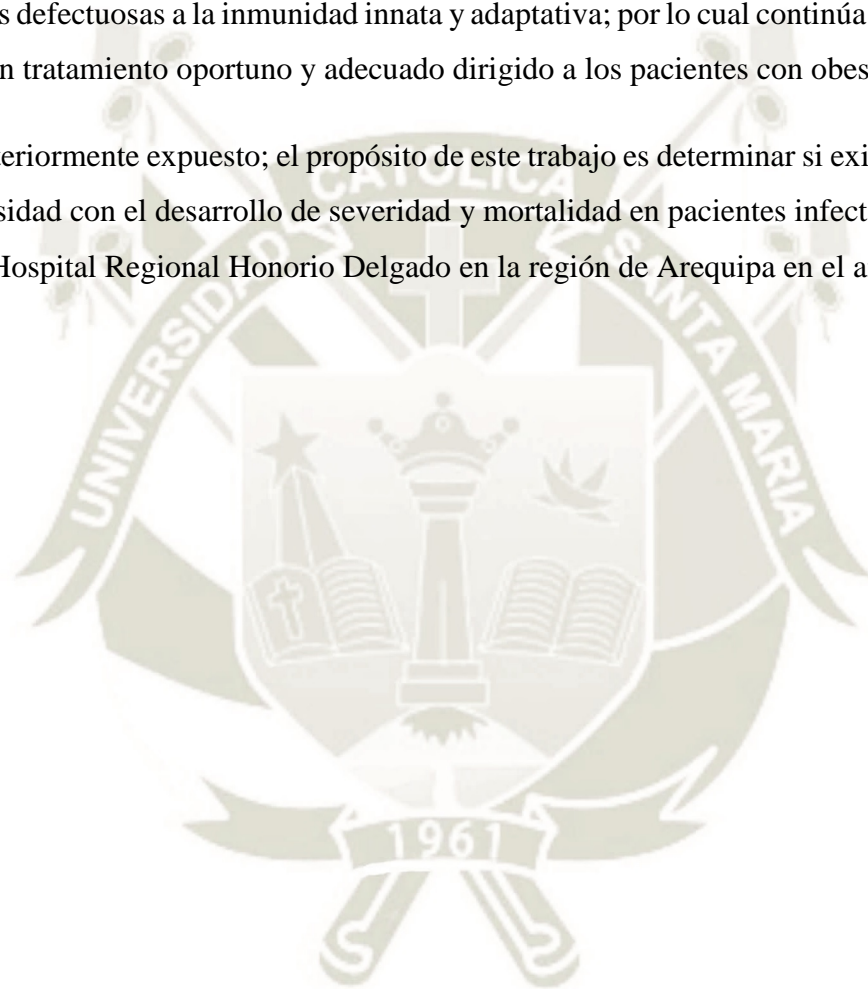 s defectuosas a la inmunidad innata y adaptativa; por lo cual continúa
n tratamiento oportuno y adecuado dirigido a los pacientes con obes
teriormente expuesto; el propósito de este trabajo es determinar si exi
sidad con el desarrollo de severidad y mortalidad en pacientes infect
Hospital Regional Honorio Delgado en la región de Arequipa en el a
UNIVERSIDAD CATOLICA SANTA MARIA
1961